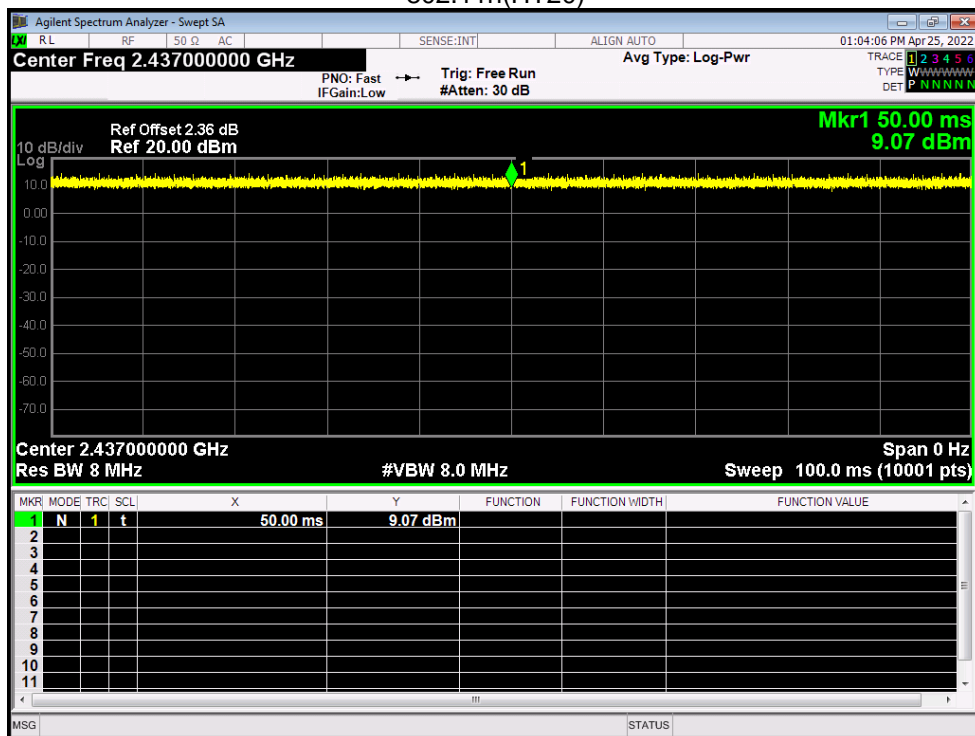 802.11n(HT20)
Agilent Spectrum Analyzer - Swept SA
LXI RL RF 50 Ω AC SENSE:INT ALIGN AUTO 01:04:06 PM Apr 25, 2022
Center Freq 2.437000000 GHz
PNO: Fast
IFGain:Low
Trig: Free Run
#Atten: 30 dB
Avg Type: Log-Pwr
TRACE 1 2 3 4 5 6
TYPE WWWWWW
DET P N N N N N
Mkr1 50.00 ms
9.07 dBm
Ref Offset 2.36 dB
10 dB/div Ref 20.00 dBm
Log
1
10.0
0.00
-10.0
-20.0
-30.0
-40.0
-50.0
-60.0
-70.0
Center 2.437000000 GHz Span 0 Hz
Res BW 8 MHz #VBW 8.0 MHz Sweep 100.0 ms (10001 pts)
MKR MODE TRC SCL X Y FUNCTION FUNCTION WIDTH FUNCTION VALUE
1 N 1 t 50.00 ms 9.07 dBm
2
3
4
5
6
7
8
9
10
11
MSG STATUS